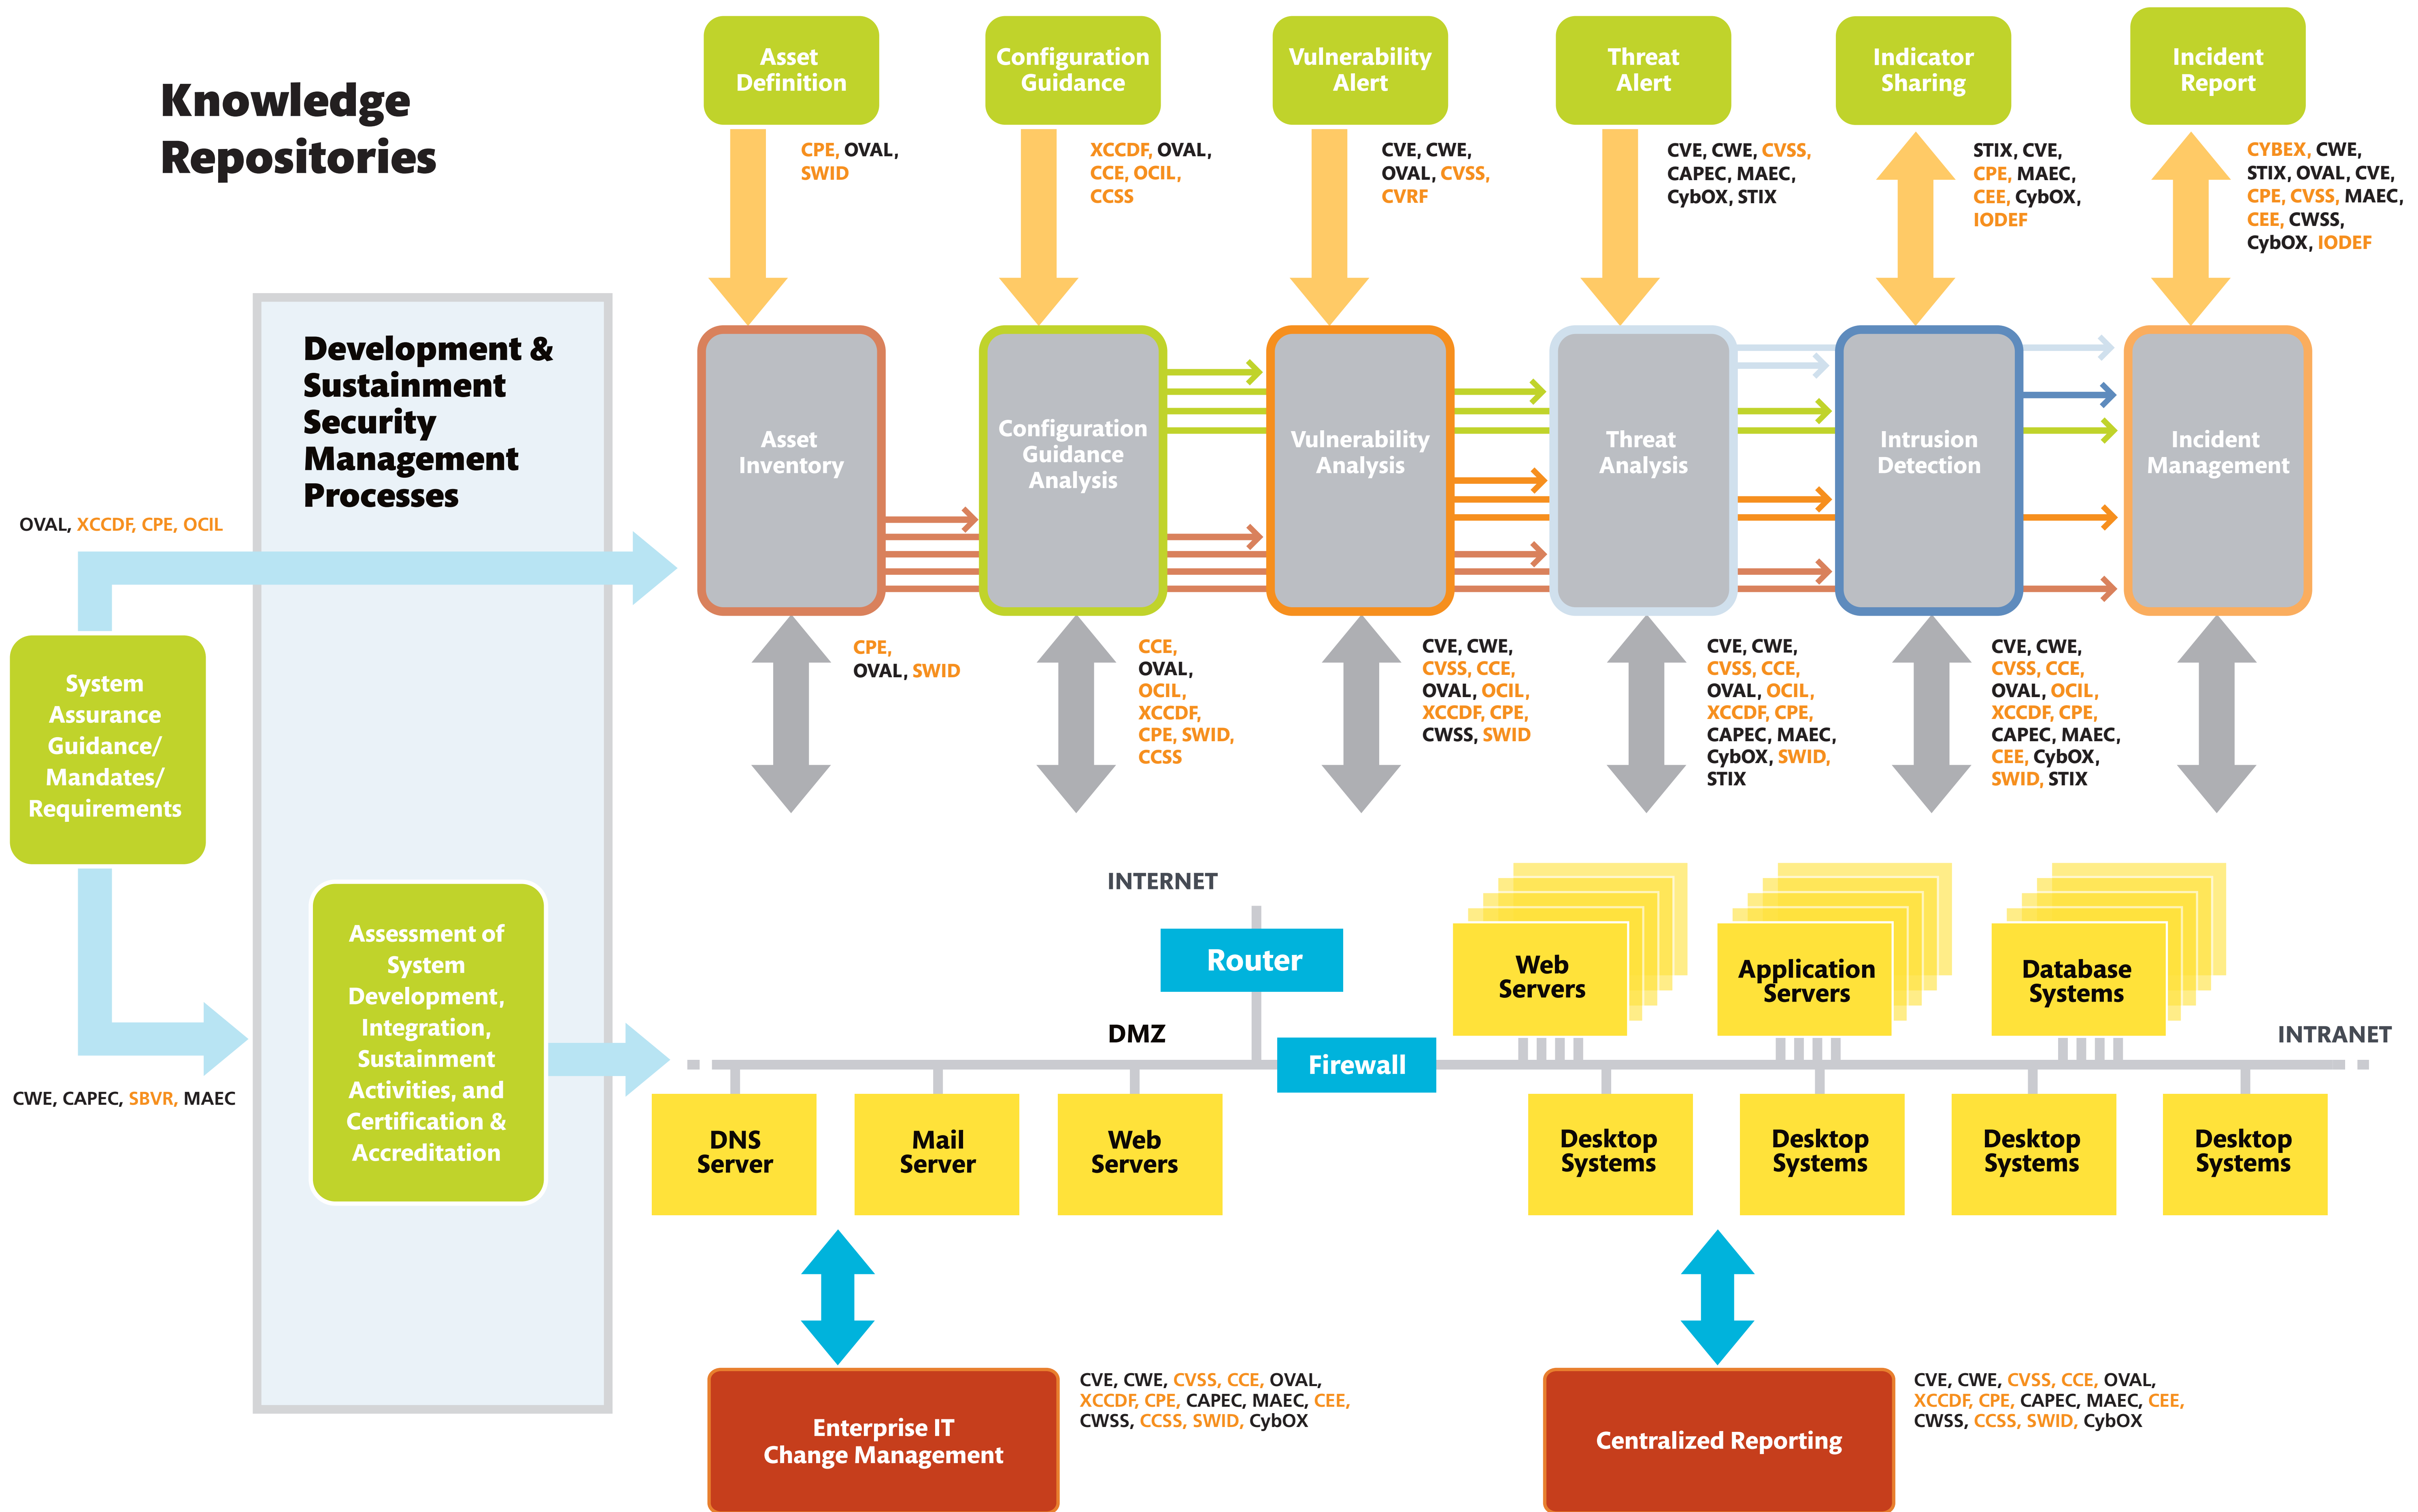 Knowledge
Repositories
Asset
Definition
Configuration
Guidance
Vulnerability
Alert
Threat
Alert
Indicator
Sharing
Incident
Report
CPE, OVAL,
SWID
XCCDF, OVAL,
CCE, OCIL,
CCSS
CVE, CWE,
OVAL, CVSS,
CVRF
CVE, CWE, CVSS,
CAPEC, MAEC,
CybOX, STIX
STIX, CVE,
CPE, MAEC,
CEE, CybOX,
IODEF
CYBEX, CWE,
STIX, OVAL, CVE,
CPE, CVSS, MAEC,
CEE, CWSS,
CybOX, IODEF
Development &
Sustainment
Security
Management
Processes
Asset
Inventory
Configuration
Guidance
Analysis
Vulnerability
Analysis
Threat
Analysis
Intrusion
Detection
Incident
Management
OVAL, XCCDF, CPE, OCIL
System
Assurance
Guidance/
Mandates/
Requirements
CWE, CAPEC, SBVR, MAEC
CPE,
OVAL, SWID
CCE,
OVAL,
OCIL,
XCCDF,
CPE, SWID,
CCSS
CVE, CWE,
CVSS, CCE,
OVAL, OCIL,
XCCDF, CPE,
CWSS, SWID
CVE, CWE,
CVSS, CCE,
OVAL, OCIL,
XCCDF, CPE,
CAPEC, MAEC,
CybOX, SWID,
STIX
CVE, CWE,
CVSS, CCE,
OVAL, OCIL,
XCCDF, CPE,
CAPEC, MAEC,
CEE, CybOX,
SWID, STIX
Assessment of
System
Development,
Integration,
Sustainment
Activities, and
Certification &
Accreditation
INTERNET
Router
DMZ
Firewall
Web
Servers
Application
Servers
Database
Systems
INTRANET
DNS
Server
Mail
Server
Web
Servers
Desktop
Systems
Desktop
Systems
Desktop
Systems
Desktop
Systems
Enterprise IT
Change Management
CVE, CWE, CVSS, CCE, OVAL,
XCCDF, CPE, CAPEC, MAEC, CEE,
CWSS, CCSS, SWID, CybOX
Centralized Reporting
CVE, CWE, CVSS, CCE, OVAL,
XCCDF, CPE, CAPEC, MAEC, CEE,
CWSS, CCSS, SWID, CybOX